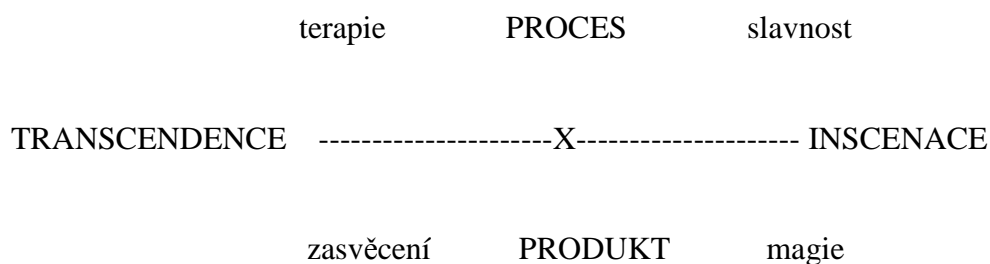 terapie PROCES slavnost
TRANSCENDENCE ----------------------X--------------------- INSCENACE
zasvěcení PRODUKT magie